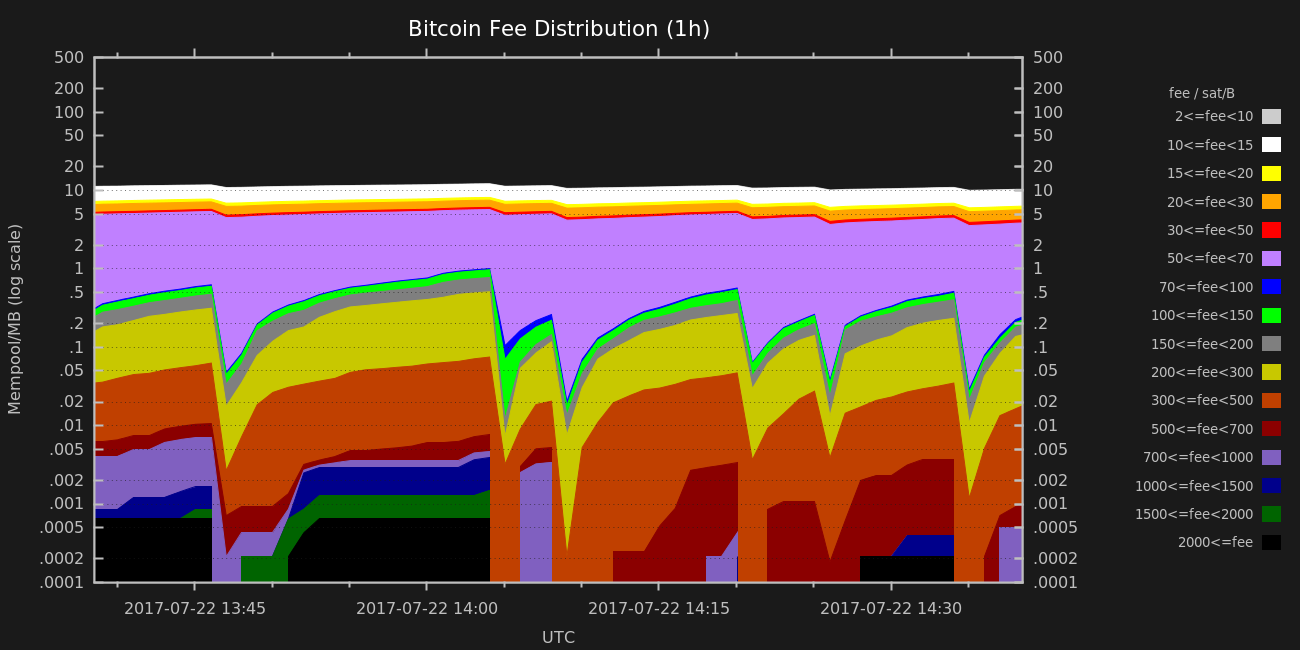 Bitcoin Fee Distribution (1h)
Mempool/MB (log scale)
500
200
100
50
20
10
5
2
1
.5
.2
.1
.05
.02
.01
.005
.002
.001
.0005
.0002
.0001
500
200
100
50
20
10
5
2
1
.5
.2
.1
.05
.02
.01
.005
.002
.001
.0005
.0002
.0001
2017-07-22 13:45
2017-07-22 14:00
2017-07-22 14:15
2017-07-22 14:30
UTC
fee / sat/B
2<=fee<10
10<=fee<15
15<=fee<20
20<=fee<30
30<=fee<50
50<=fee<70
70<=fee<100
100<=fee<150
150<=fee<200
200<=fee<300
300<=fee<500
500<=fee<700
700<=fee<1000
1000<=fee<1500
1500<=fee<2000
2000<=fee